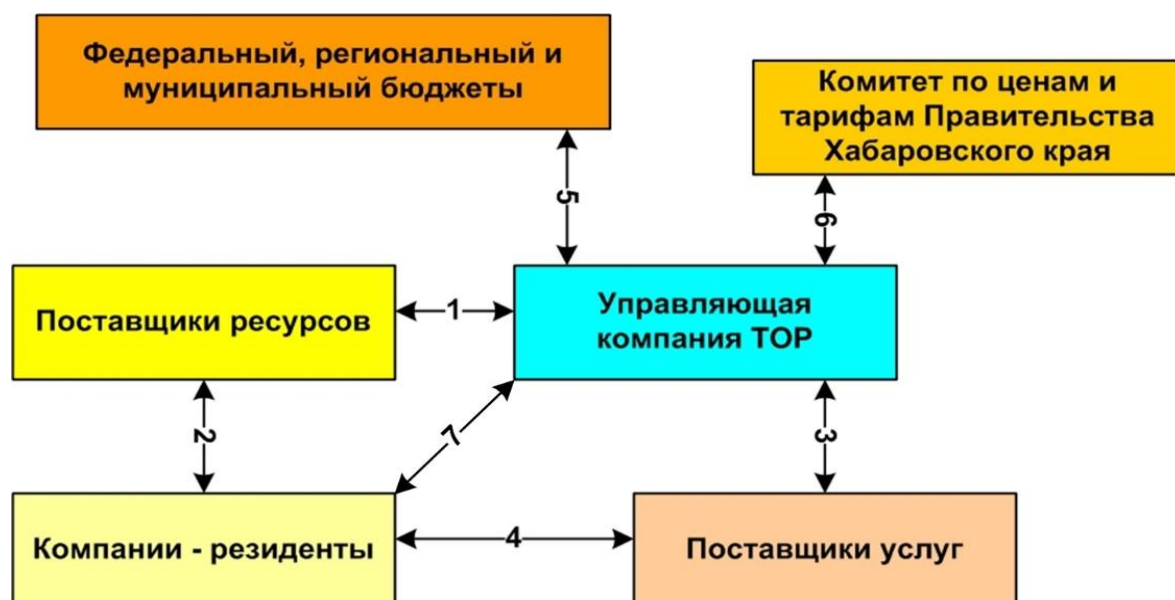 Федеральный, региональный и
муниципальный бюджеты
Комитет по ценам и
тарифам Правительства
Хабаровского края
5
6
Поставщики ресурсов
1
Управляющая
компания ТОР
2
7
3
Компании - резиденты
4
Поставщики услуг